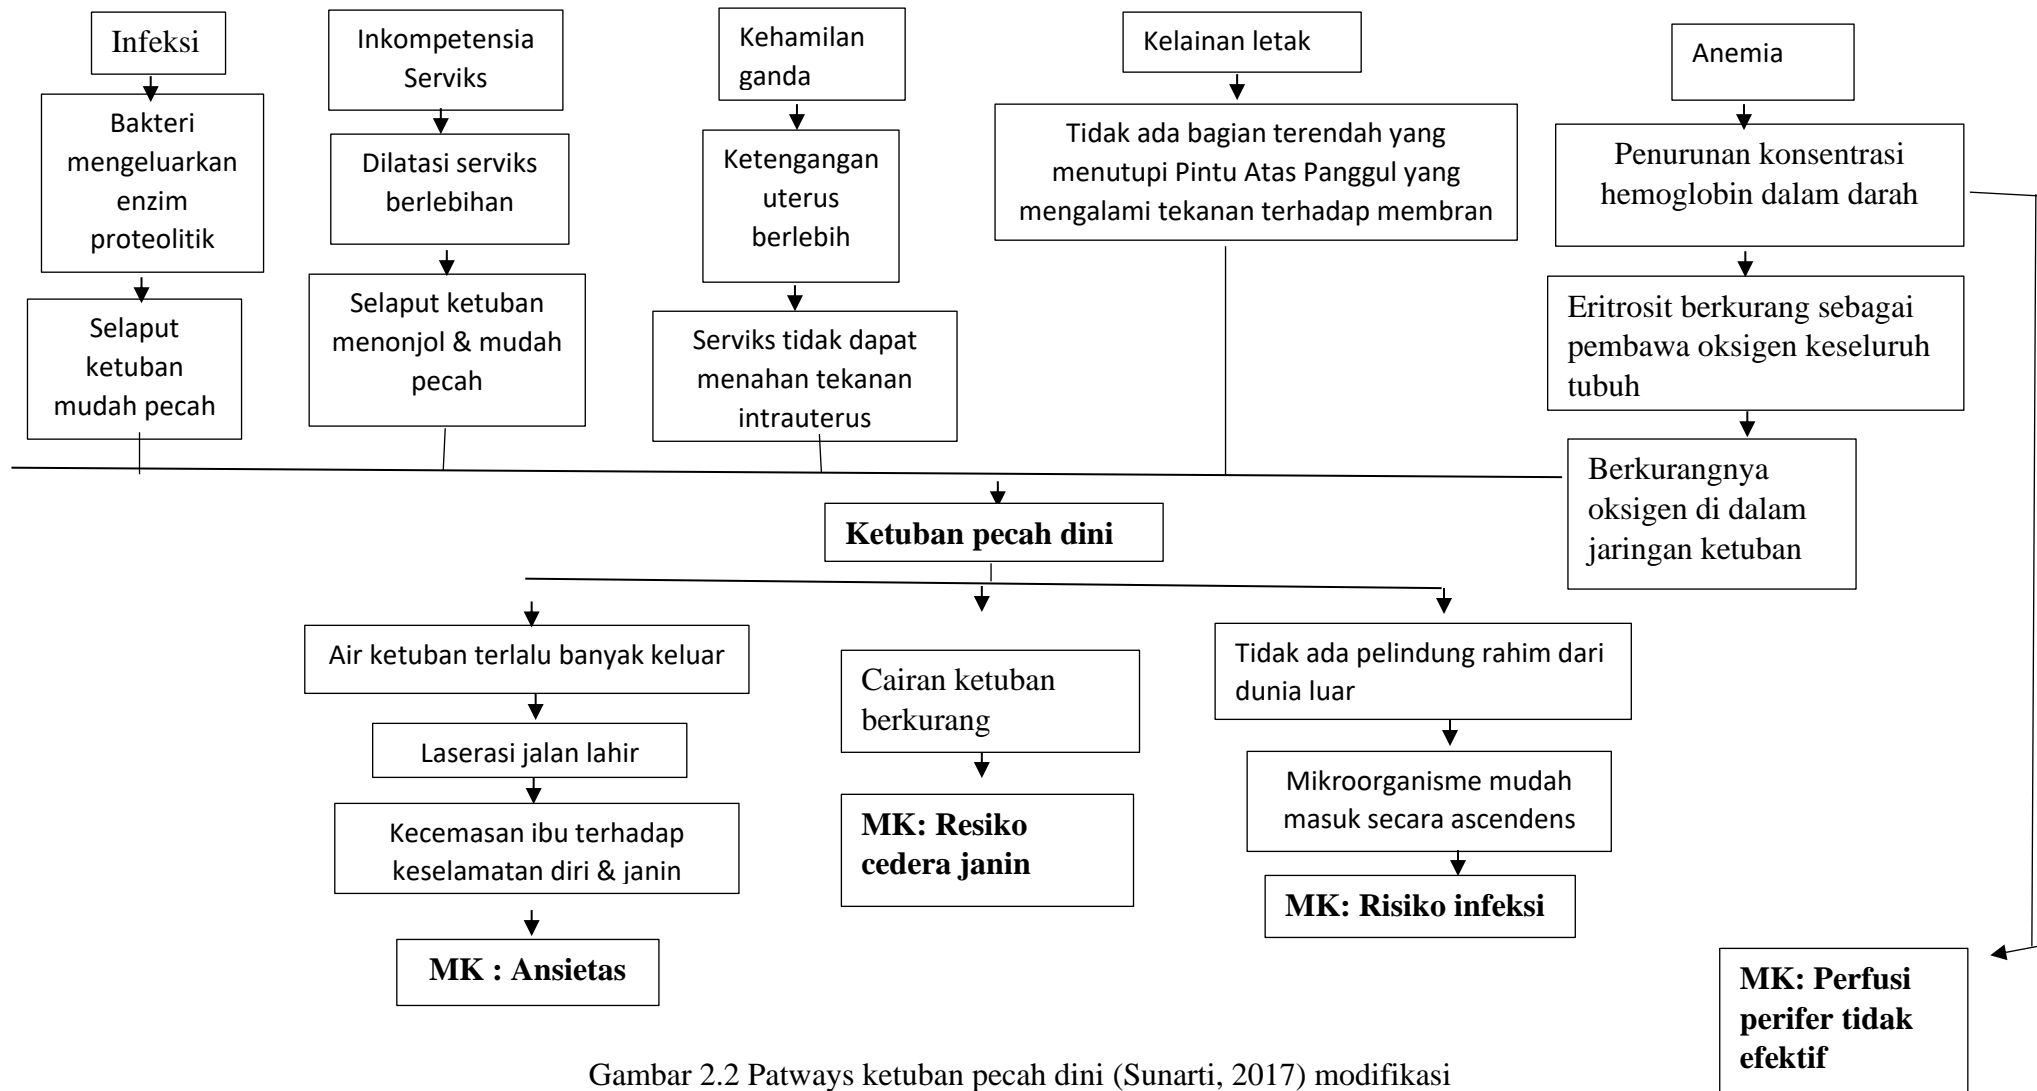 Infeksi
Bakteri
mengeluarkan
enzim
proteolitik
Selaput
ketuban
mudah pecah
Inkompetensia
Serviks
Dilatasi serviks
berlebihan
Selaput ketuban
menonjol & mudah
pecah
Kehamilan
ganda
Ketengangan
uterus
berlebih
Serviks tidak dapat
menahan tekanan
intrauterus
Kelainan letak
Tidak ada bagian terendah yang
menutupi Pintu Atas Panggul yang
mengalami tekanan terhadap membran
Anemia
Penurunan konsentrasi
hemoglobin dalam darah
Eritrosit berkurang sebagai
pembawa oksigen keseluruh
tubuh
Berkurangnya
oksigen di dalam
jaringan ketuban
Ketuban pecah dini
Air ketuban terlalu banyak keluar
Laserasi jalan lahir
Kecemasan ibu terhadap
keselamatan diri & janin
MK : Ansietas
Cairan ketuban
berkurang
MK: Resiko
cedera janin
Tidak ada pelindung rahim dari
dunia luar
Mikroorganisme mudah
masuk secara ascendens
MK: Risiko infeksi
MK: Perfusi
perifer tidak
efektif
Gambar 2.2 Patways ketuban pecah dini (Sunarti, 2017) modifikasi